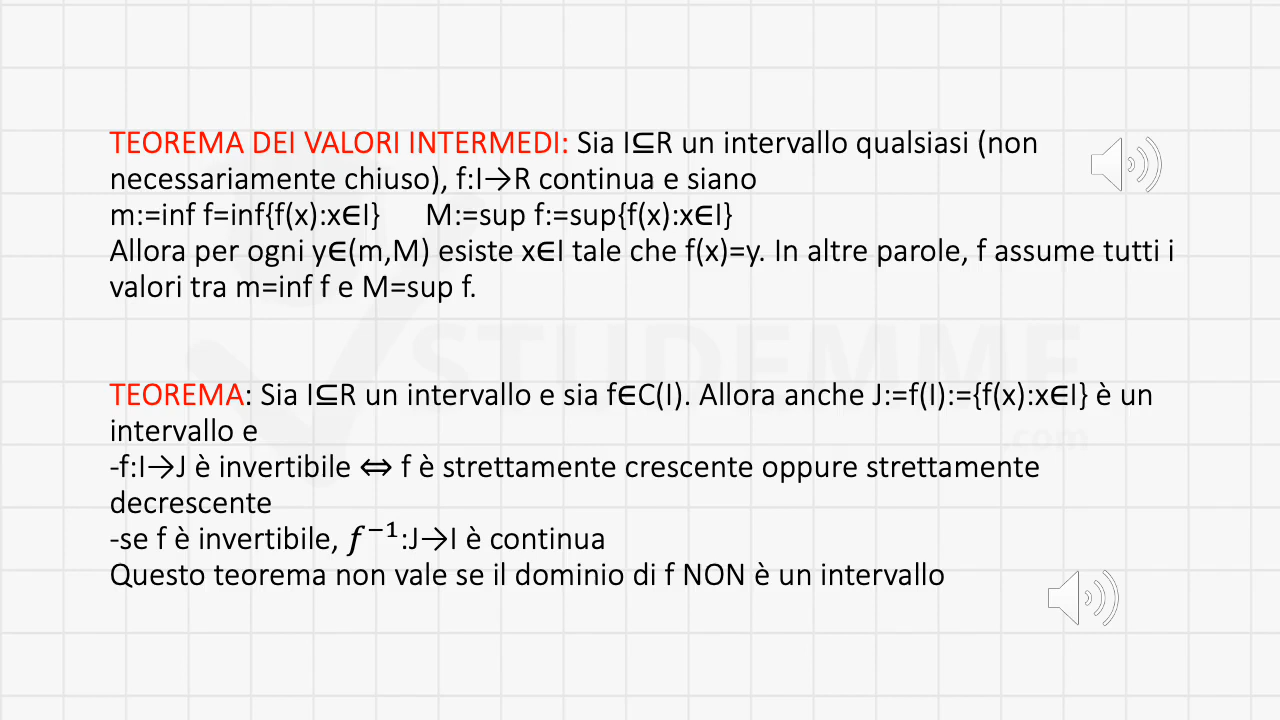 TEOREMA DEI VALORI INTERMEDI: Sia I⊆R un intervallo qualsiasi (non
necessariamente chiuso), f:I→R continua e siano
m:=inf f=inf{f(x):x∈I} M:=sup f:=sup{f(x):x∈I}
Allora per ogni y∈(m,M) esiste x∈I tale che f(x)=y. In altre parole, f assume tutti i
valori tra m=inf f e M=sup f.
STUDEMME
.com
TEOREMA: Sia I⊆R un intervallo e sia f∈C(I). Allora anche J:=f(I):={f(x):x∈I} è un
intervallo e
-f:I→J è invertibile ⇔ f è strettamente crescente oppure strettamente
decrescente
-se f è invertibile, 𝒇⁻¹:J→I è continua
Questo teorema non vale se il dominio di f NON è un intervallo